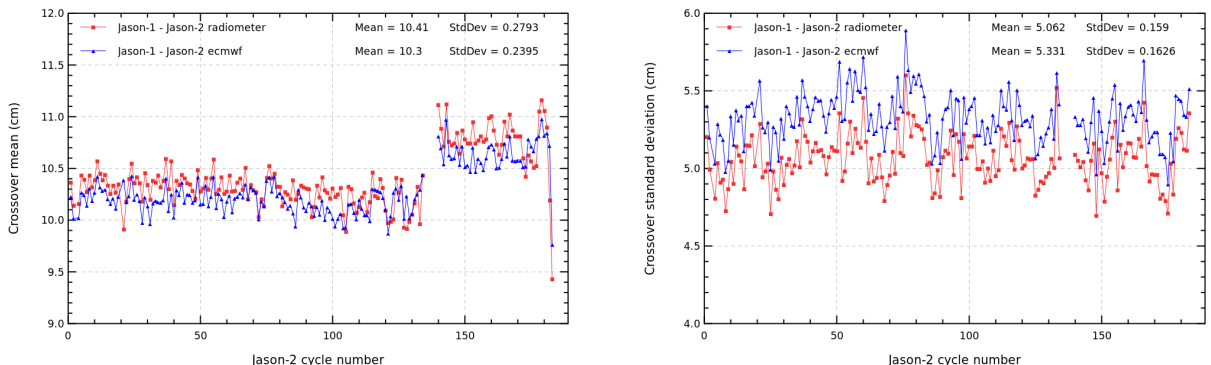 12.0
11.5
11.0
10.5
10.0
9.5
9.0
Crossover mean (cm)
Jason-1 - Jason-2 radiometer Mean = 10.41 StdDev = 0.2793
Jason-1 - Jason-2 ecmwf Mean = 10.3 StdDev = 0.2395
0 50 100 150
Jason-2 cycle number
6.0
5.5
5.0
4.5
4.0
Crossover standard deviation (cm)
Jason-1 - Jason-2 radiometer Mean = 5.062 StdDev = 0.159
Jason-1 - Jason-2 ecmwf Mean = 5.331 StdDev = 0.1626
0 50 100 150
Jason-2 cycle number